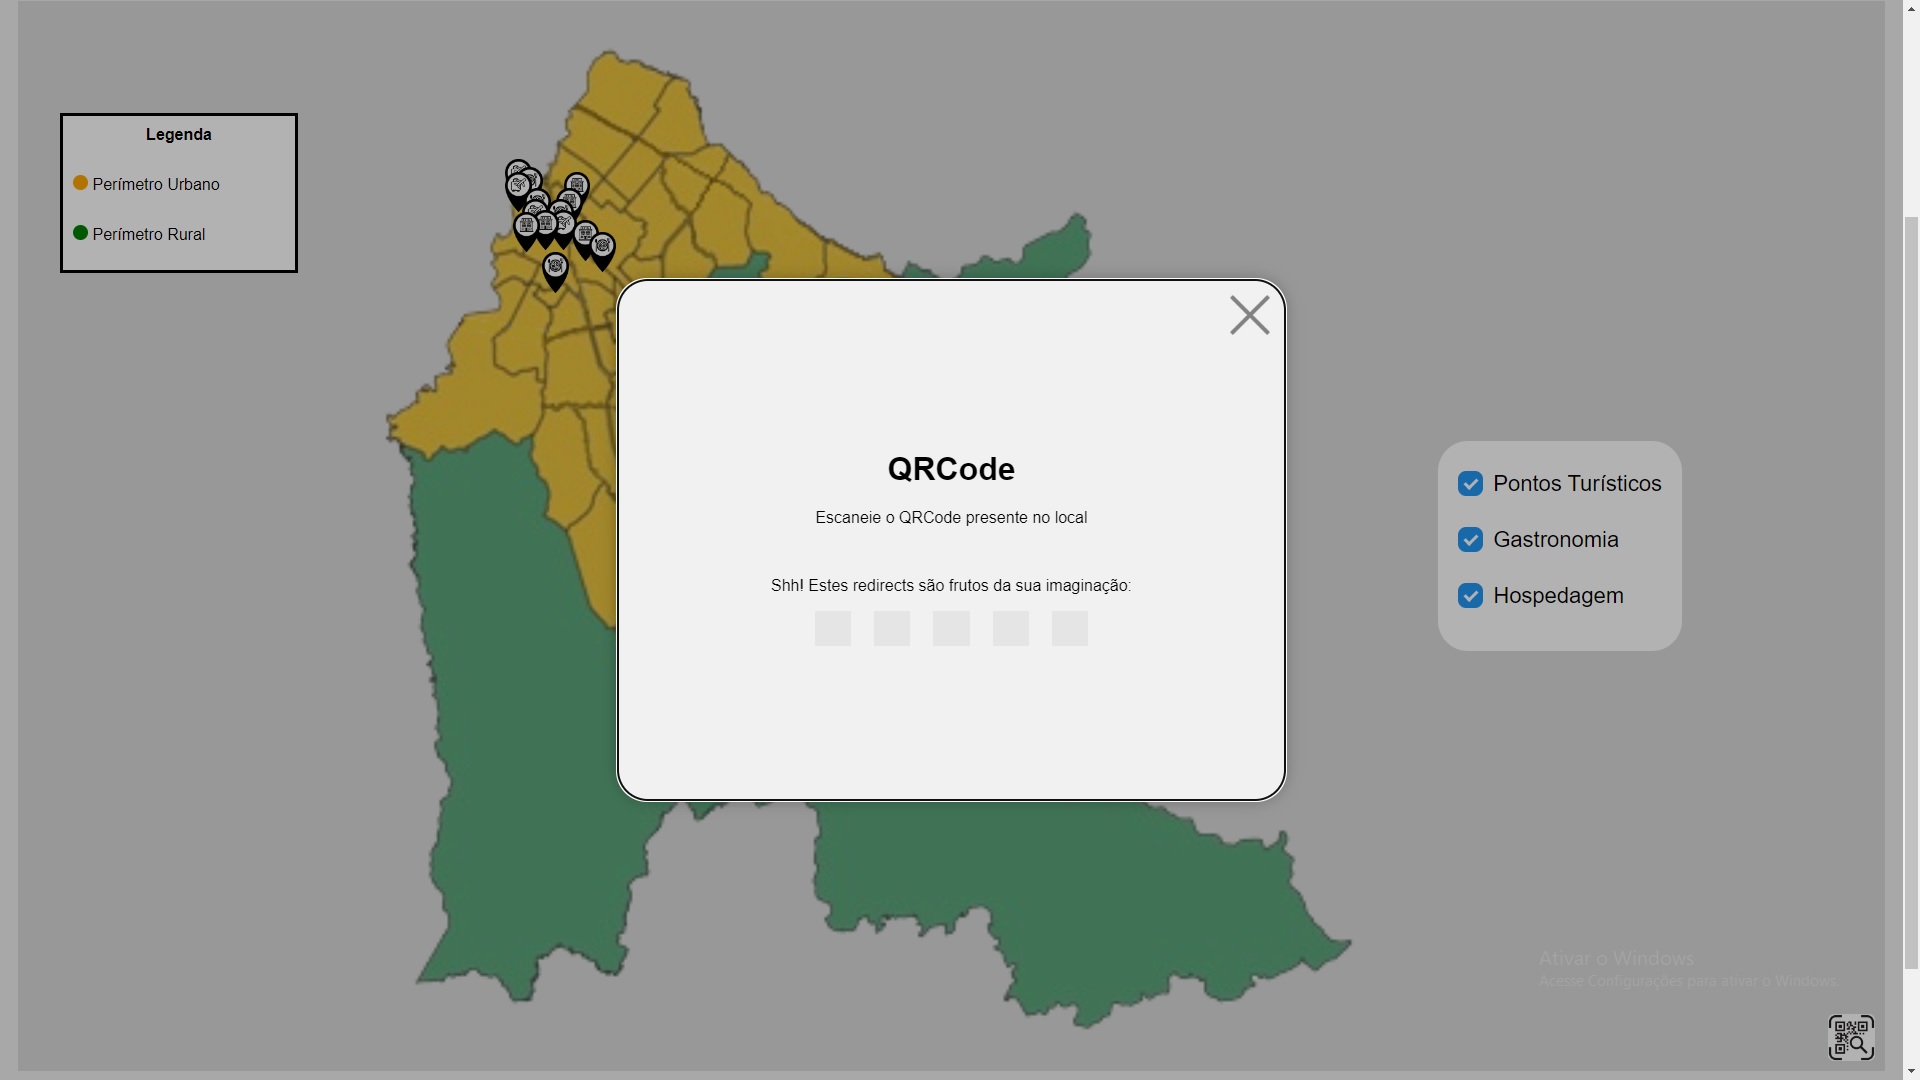 Legenda
Perímetro Urbano
Perímetro Rural
QRCode
Escaneie o QRCode presente no local
Shh! Estes redirects são frutos da sua imaginação:
Pontos Turísticos
Gastronomia
Hospedagem
Ativar o Windows
Acesse Configurações para ativar o Windows.